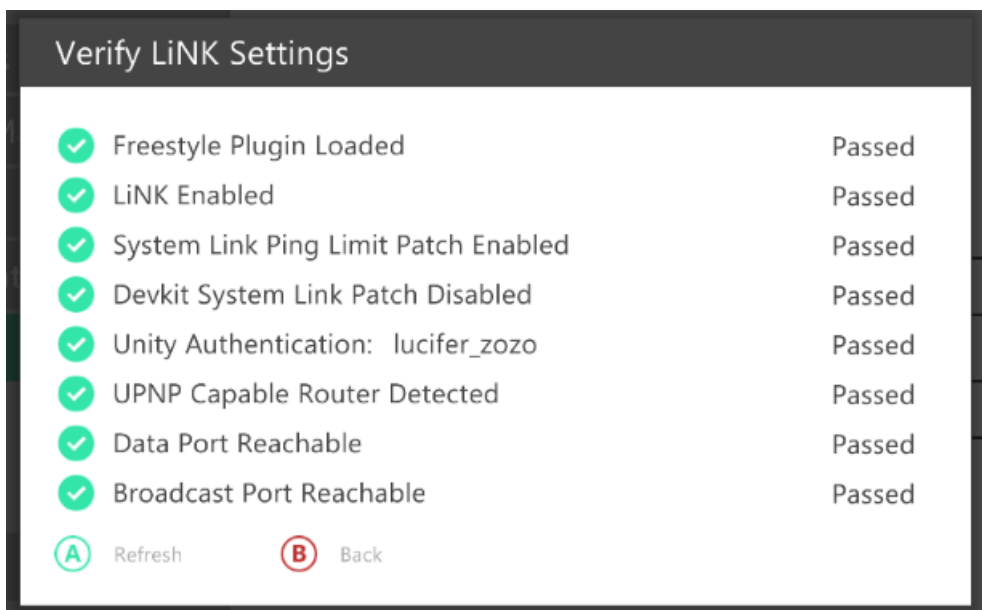 Verify LiNK Settings
Freestyle Plugin Loaded Passed
LiNK Enabled Passed
System Link Ping Limit Patch Enabled Passed
Devkit System Link Patch Disabled Passed
Unity Authentication: lucifer_zozo Passed
UPNP Capable Router Detected Passed
Data Port Reachable Passed
Broadcast Port Reachable Passed
A Refresh B Back